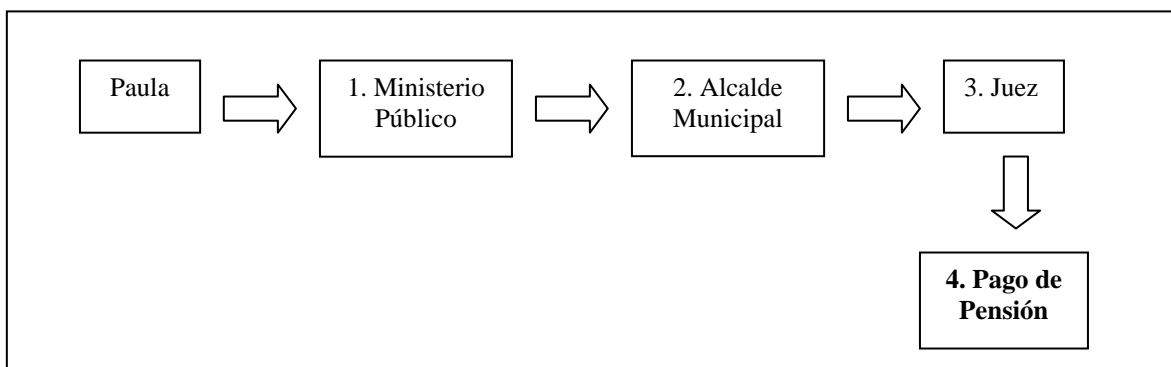 Paula
1. Ministerio
Público
2. Alcalde
Municipal
3. Juez
4. Pago de
Pensión